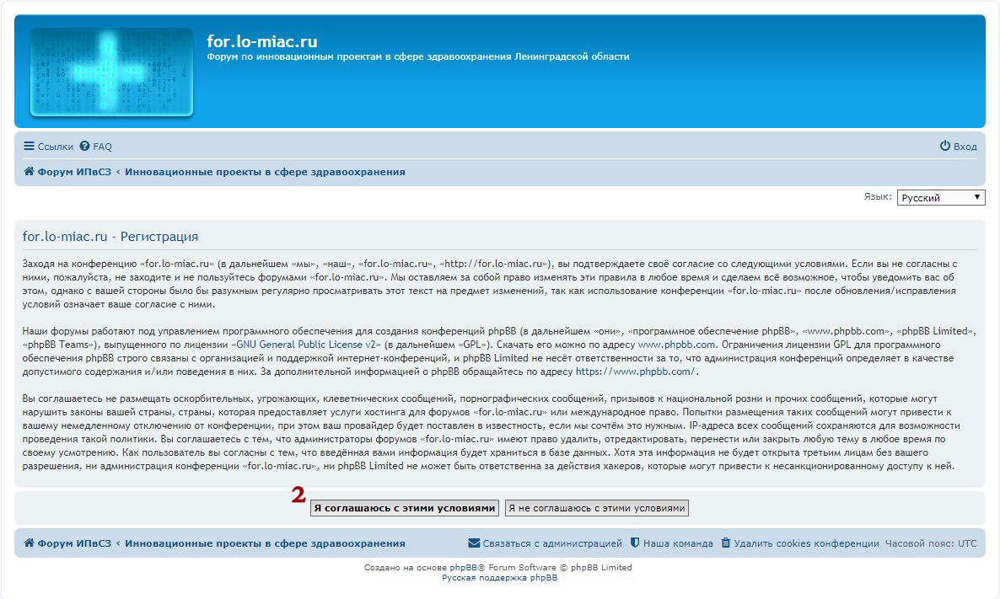 for.lo-miac.ru
Форум по инновационным проектам в сфере здравоохранения Ленинградской области
Ссылки FAQ Вход
Форум ИПвСЗ ‹ Инновационные проекты в сфере здравоохранения
Язык: Русский
for.lo-miac.ru - Регистрация
Заходя на конференцию «for.lo-miac.ru» (в дальнейшем «мы», «наш», «for.lo-miac.ru», «http://for.lo-miac.ru»), вы подтверждаете своё согласие со следующими условиями. Если вы не согласны с
ними, пожалуйста, не заходите и не пользуйтесь форумами «for.lo-miac.ru». Мы оставляем за собой право изменять эти правила в любое время и сделаем всё возможное, чтобы уведомить вас об
этом, однако с вашей стороны было бы разумным регулярно просматривать этот текст на предмет изменений, так как использование конференции «for.lo-miac.ru» после обновления/исправления
условий означает ваше согласие с ними.
Наши форумы работают под управлением программного обеспечения для создания конференций phpBB (в дальнейшем «они», «программное обеспечение phpBB», «www.phpbb.com», «phpBB Limited»,
«phpBB Teams»), выпущенного по лицензии «GNU General Public License v2» (в дальнейшем «GPL»). Скачать его можно по адресу www.phpbb.com. Ограничения лицензии GPL для программного
обеспечения phpBB строго связаны с организацией и поддержкой интернет-конференций, и phpBB Limited не несёт ответственности за то, что администрация конференций определяет в качестве
допустимого содержания и/или поведения в них. За дополнительной информацией о phpBB обращайтесь по адресу https://www.phpbb.com/.
Вы соглашаетесь не размещать оскорбительных, угрожающих, клеветнических сообщений, порнографических сообщений, призывов к национальной розни и прочих сообщений, которые могут
нарушить законы вашей страны, страны, которая предоставляет услуги хостинга для форумов «for.lo-miac.ru» или международное право. Попытки размещения таких сообщений могут привести к
вашему немедленному отключению от конференции, при этом ваш провайдер будет поставлен в известность, если мы сочтём это нужным. IP-адреса всех сообщений сохраняются для возможности
проведения такой политики. Вы соглашаетесь с тем, что администраторы форумов «for.lo-miac.ru» имеют право удалить, отредактировать, перенести или закрыть любую тему в любое время по
своему усмотрению. Как пользователь вы согласны с тем, что введённая вами информация будет храниться в базе данных. Хотя эта информация не будет открыта третьим лицам без вашего
разрешения, ни администрация конференции «for.lo-miac.ru», ни phpBB Limited не может быть ответственна за действия хакеров, которые могут привести к несанкционированному доступу к ней.
2
Я соглашаюсь с этими условиями Я не соглашаюсь с этими условиями
Форум ИПвСЗ ‹ Инновационные проекты в сфере здравоохранения Связаться с администрацией Наша команда Удалить cookies конференции Часовой пояс: UTC
Создано на основе phpBB® Forum Software © phpBB Limited
Русская поддержка phpBB